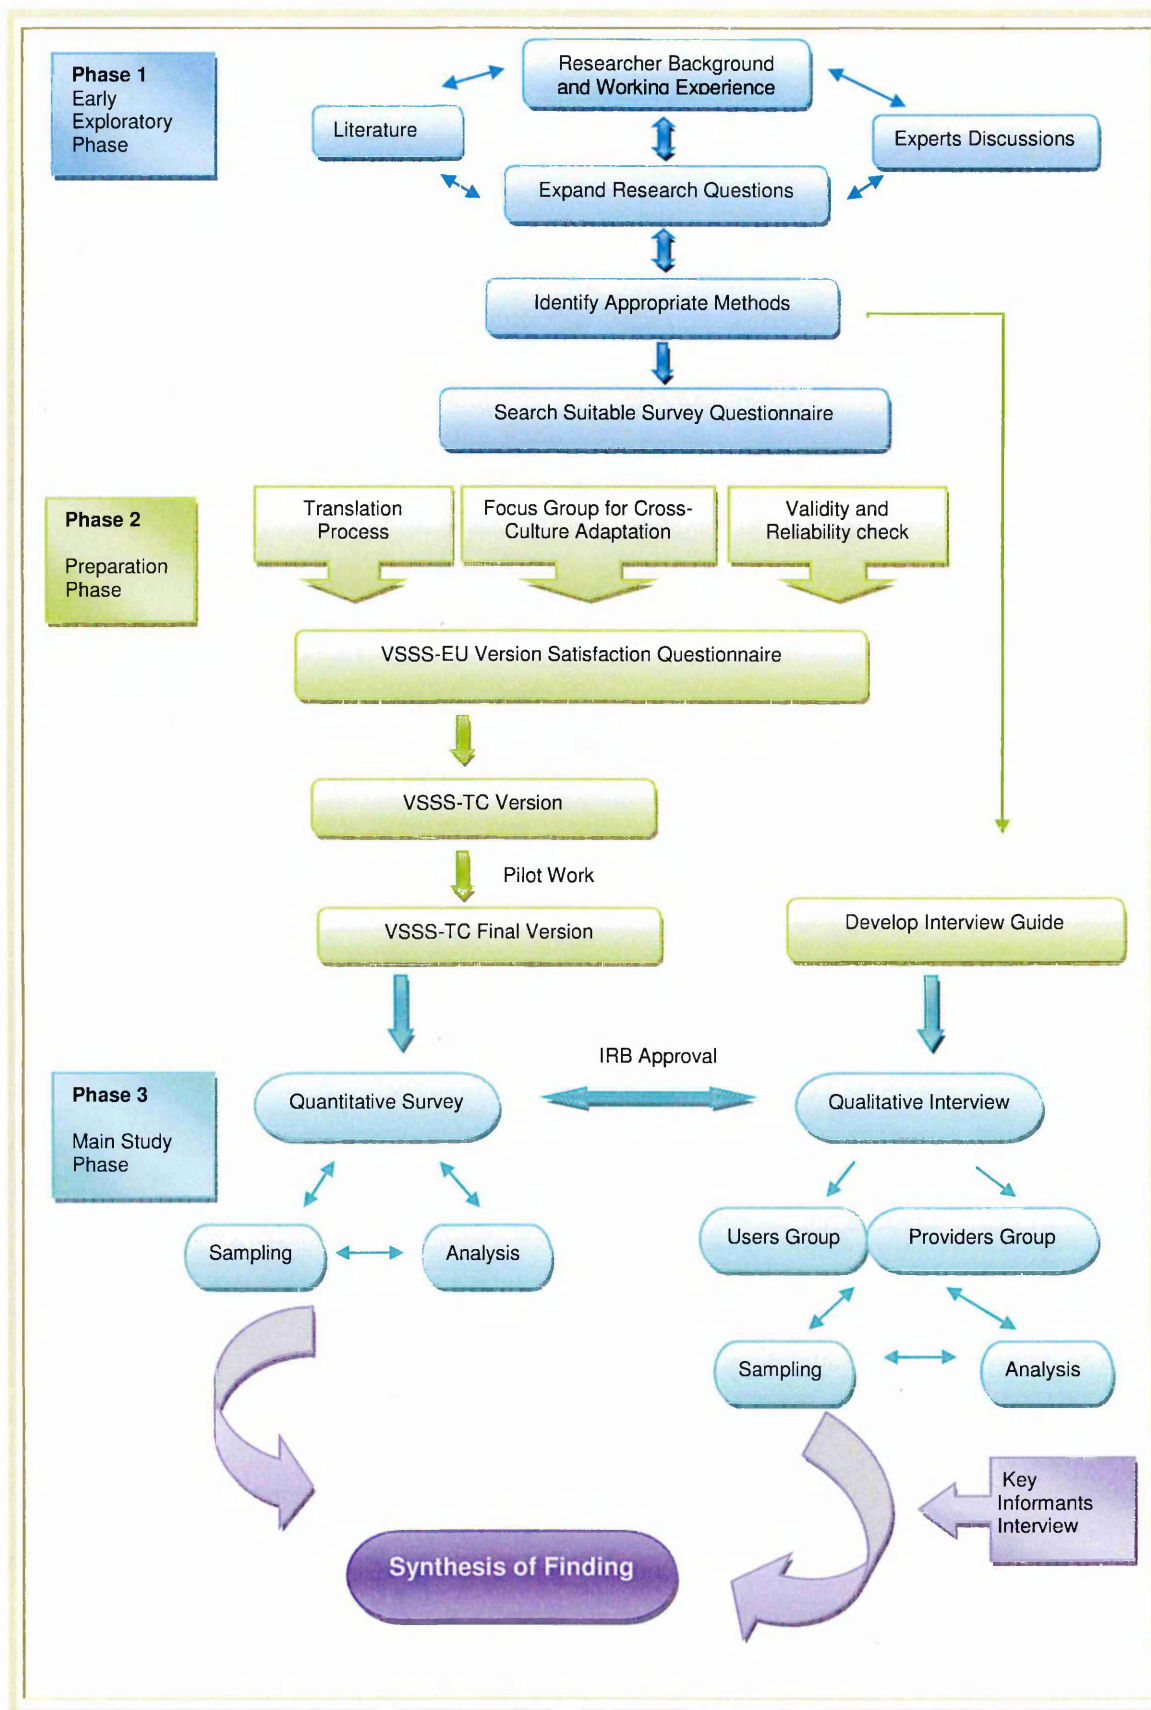 Phase 1
Early
Exploratory
Phase
Researcher Background
and Working Experience
Literature
Experts Discussions
Expand Research Questions
Identify Appropriate Methods
Search Suitable Survey Questionnaire
Phase 2
Preparation
Phase
Translation
Process
Focus Group for Cross-
Culture Adaptation
Validity and
Reliability check
VSSS-EU Version Satisfaction Questionnaire
VSSS-TC Version
Pilot Work
VSSS-TC Final Version
Develop Interview Guide
IRB Approval
Phase 3
Main Study
Phase
Quantitative Survey
Qualitative Interview
Sampling
Analysis
Users Group
Providers Group
Sampling
Analysis
Key
Informants
Interview
Synthesis of Finding